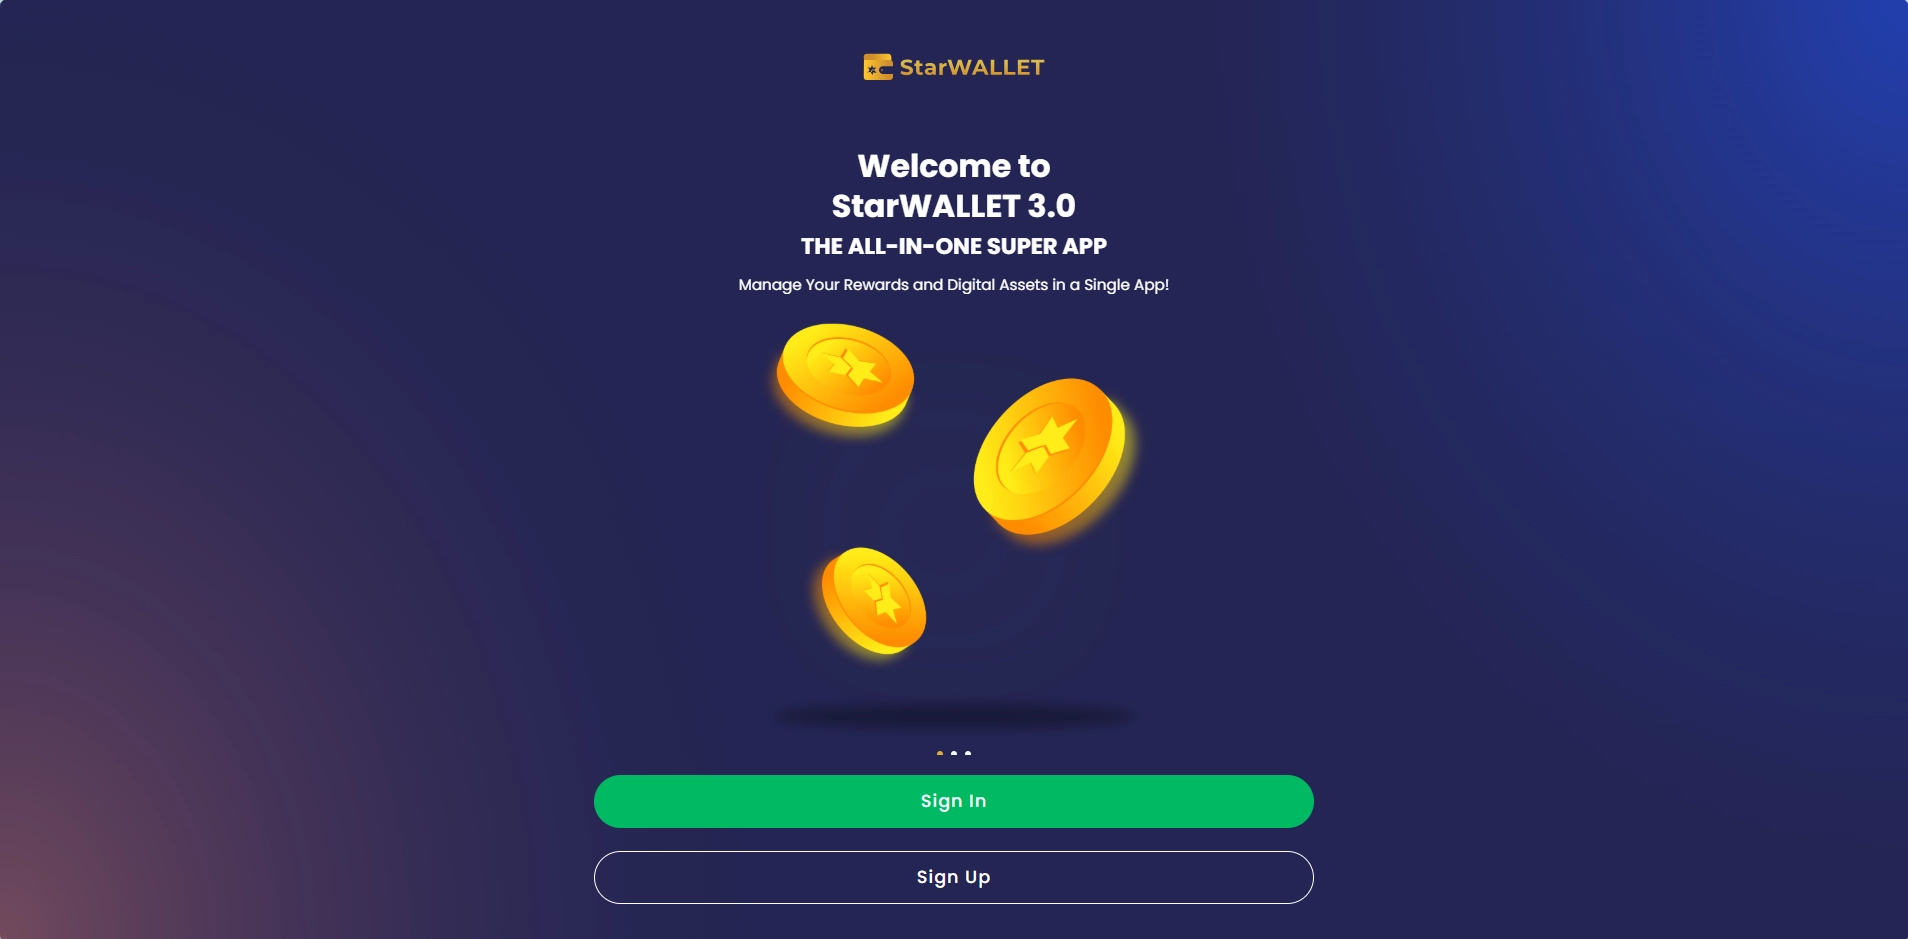 StarWALLET
Welcome to
StarWALLET 3.0
THE ALL-IN-ONE SUPER APP
Manage Your Rewards and Digital Assets in a Single App!
Sign In
Sign Up